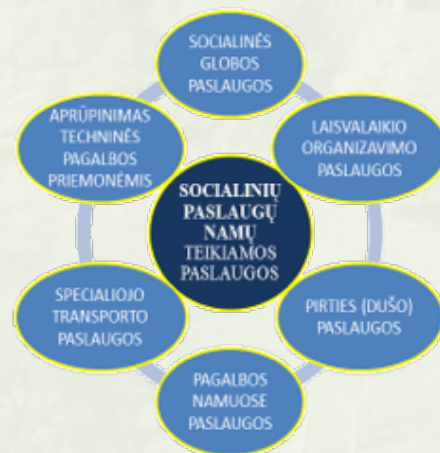 SOCIALINĖS
GLOBOS
PASLAUGOS
APRŪPINIMAS
TECHNINĖS
PAGALBOS
PRIEMONĖMIS
LAISVALAIKIO
ORGANIZAVIMO
PASLAUGOS
SOCIALINIŲ
PASLAUGŲ
NAMŲ
TEIKIAMOS
PASLAUGOS
SPECIALIOJO
TRANSPORTO
PASLAUGOS
PIRTIES (DUŠO)
PASLAUGOS
PAGALBOS
NAMUOSE
PASLAUGOS